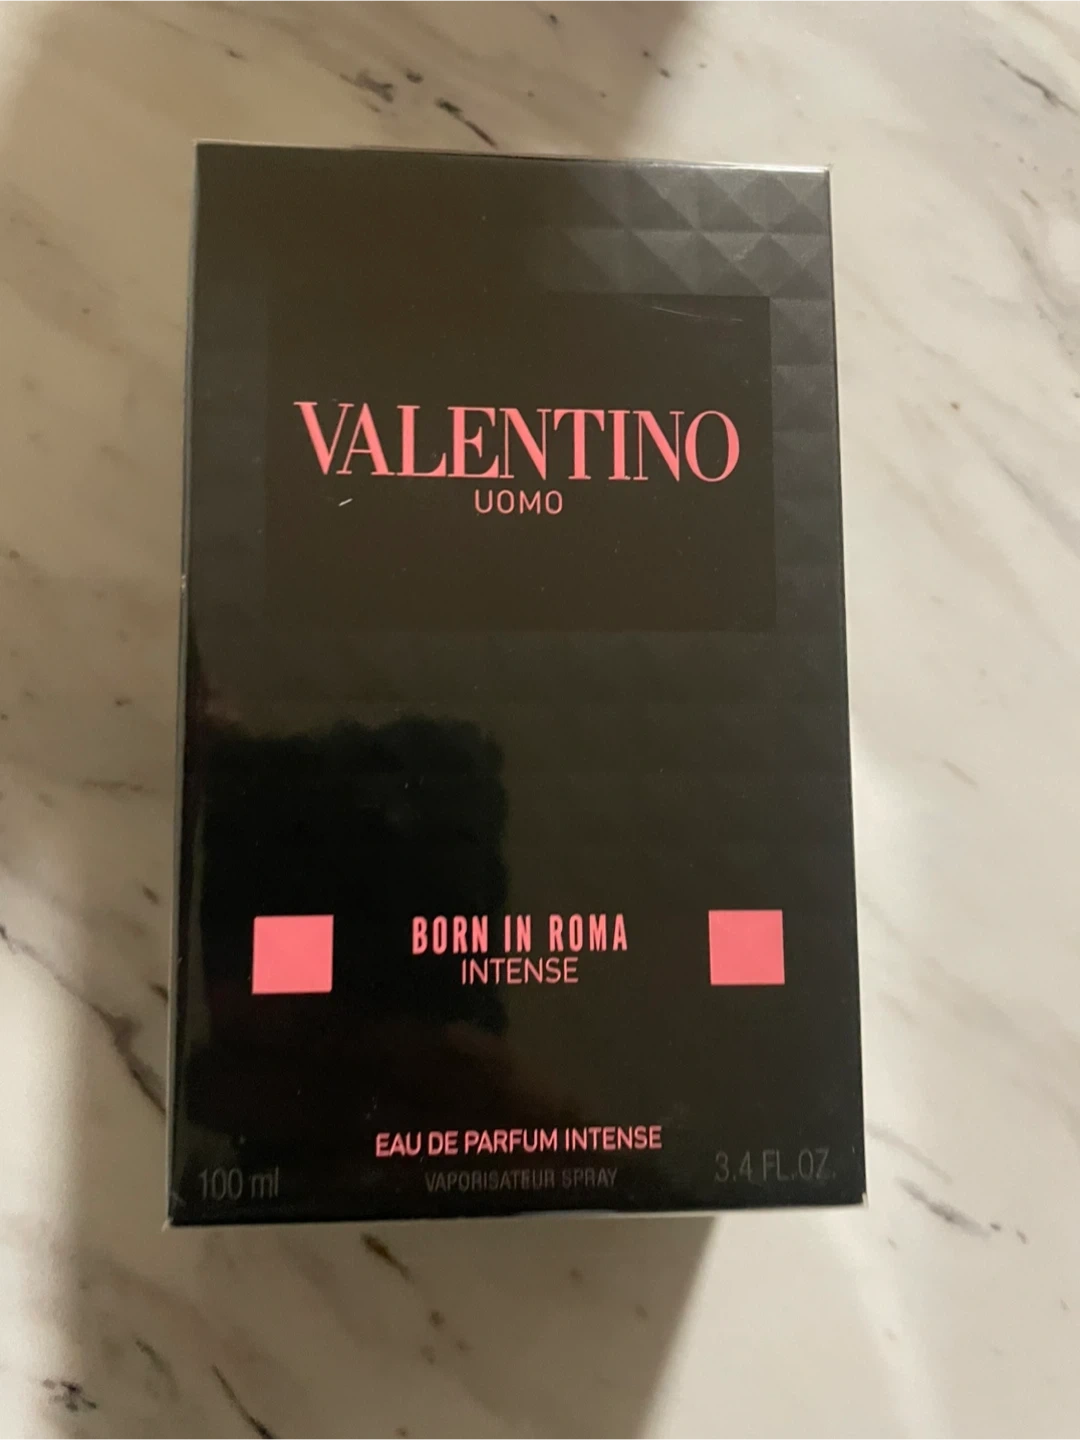 VALENTINO
UOMO
BORN IN ROMA
INTENSE
EAU DE PARFUM INTENSE
100 ml VAPORISATEUR SPRAY 3.4 FL.OZ.